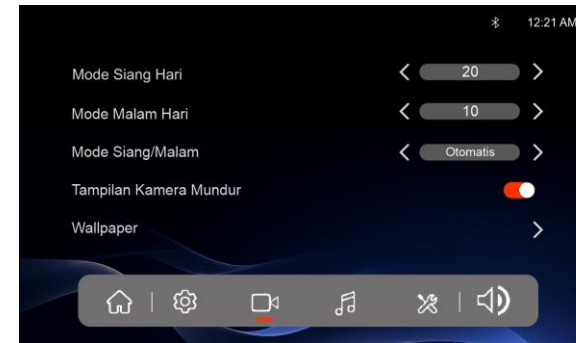 12:21 AM
Mode Siang Hari 20
Mode Malam Hari 10
Mode Siang/Malam Otomatis
Tampilan Kamera Mundur
Wallpaper